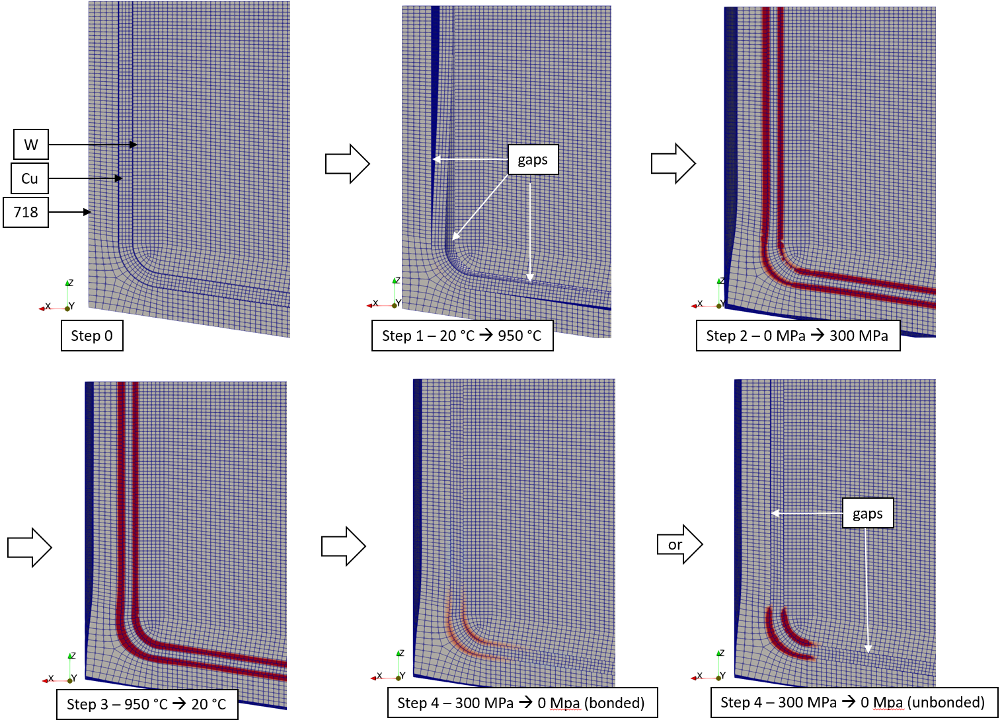 W
Cu
718
gaps
Z
X
Y
Z
X
Y
Z
X
Y
Step 0
Step 1 – 20 °C → 950 °C
Step 2 – 0 MPa → 300 MPa
gaps
or
Z
X
Y
Z
X
Y
Z
X
Y
Step 3 – 950 °C → 20 °C
Step 4 – 300 MPa → 0 Mpa (bonded)
Step 4 – 300 MPa → 0 Mpa (unbonded)